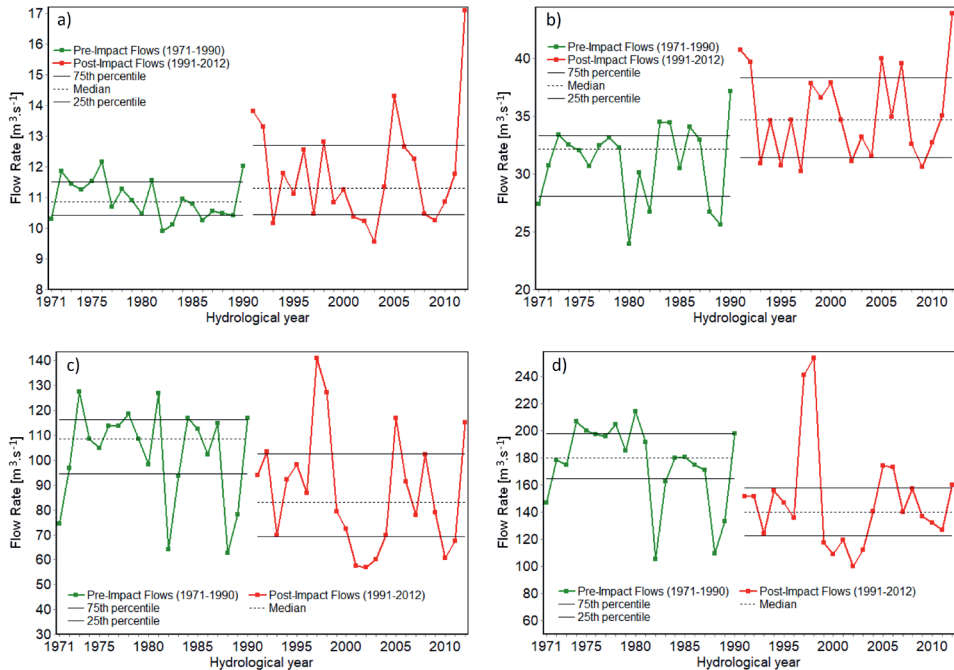 a)
Flow Rate [m³.s⁻¹]
17
16
15
14
13
12
11
10
9
8
Pre-Impact Flows (1971-1990)
Post-Impact Flows (1991-2012)
75th percentile
Median
25th percentile
1971 1975 1980 1985 1990 1995 2000 2005 2010
Hydrological year
b)
Flow Rate [m³.s⁻¹]
40
35
30
25
20
Pre-Impact Flows (1971-1990)
Post-Impact Flows (1991-2012)
75th percentile
Median
25th percentile
1971 1975 1980 1985 1990 1995 2000 2005 2010
Hydrological year
c)
Flow Rate [m³.s⁻¹]
140
130
120
110
100
90
80
70
60
50
40
30
Pre-Impact Flows (1971-1990) Post-Impact Flows (1991-2012)
75th percentile Median
25th percentile
1971 1975 1980 1985 1990 1995 2000 2005 2010
Hydrological year
d)
Flow Rate [m³.s⁻¹]
240
220
200
180
160
140
120
100
80
60
Pre-Impact Flows (1971-1990) Post-Impact Flows (1991-2012)
75th percentile Median
25th percentile
1971 1975 1980 1985 1990 1995 2000 2005 2010
Hydrological year